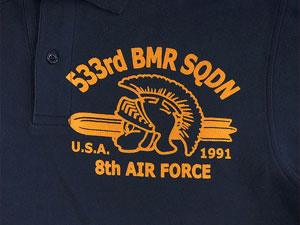 533rd BMR SQDN
U.S.A. 1991
8th AIR FORCE